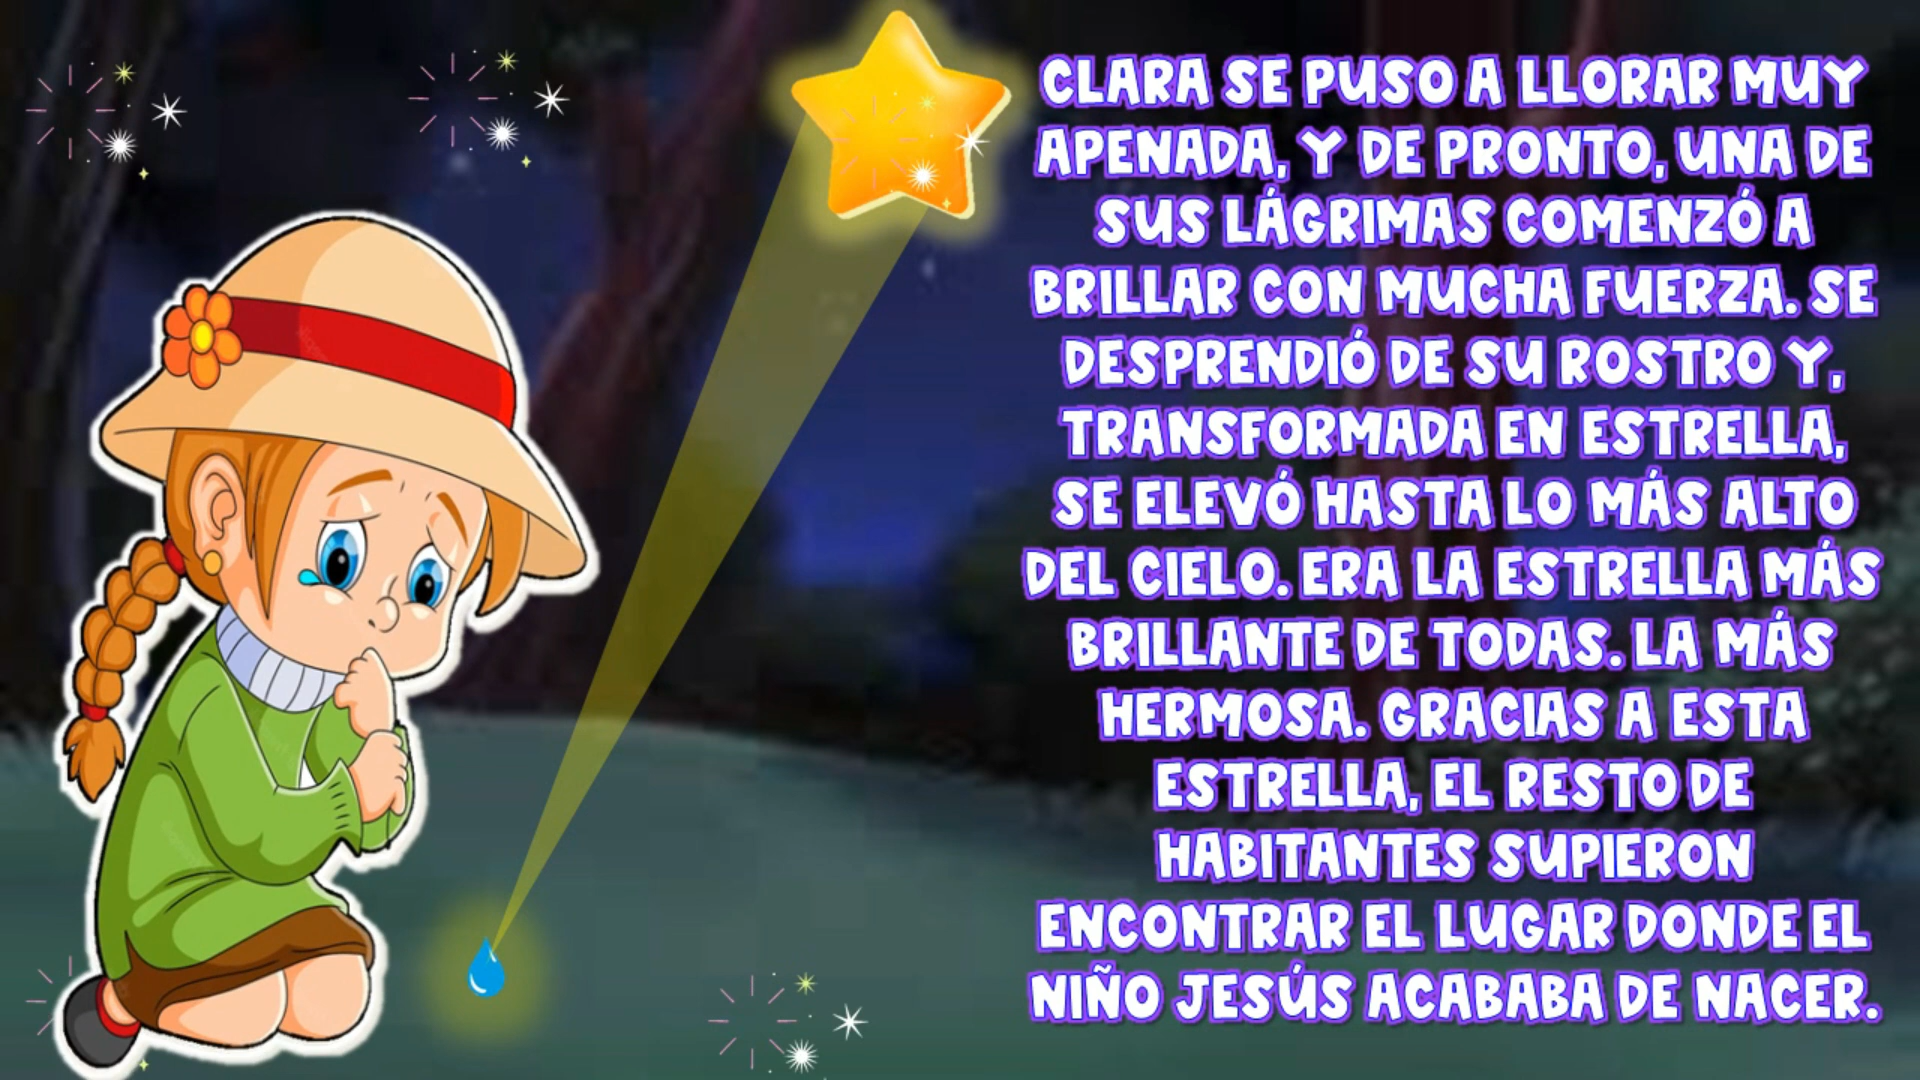 CLARA SE PUSO A LLORAR MUY
APENADA, Y DE PRONTO, UNA DE
SUS LÁGRIMAS COMENZÓ A
BRILLAR CON MUCHA FUERZA. SE
DESPRENDIÓ DE SU ROSTRO Y,
TRANSFORMADA EN ESTRELLA,
SE ELEVÓ HASTA LO MÁS ALTO
DEL CIELO. ERA LA ESTRELLA MÁS
BRILLANTE DE TODAS. LA MÁS
HERMOSA. GRACIAS A ESTA
ESTRELLA, EL RESTO DE
HABITANTES SUPIERON
ENCONTRAR EL LUGAR DONDE EL
NIÑO JESÚS ACABABA DE NACER.